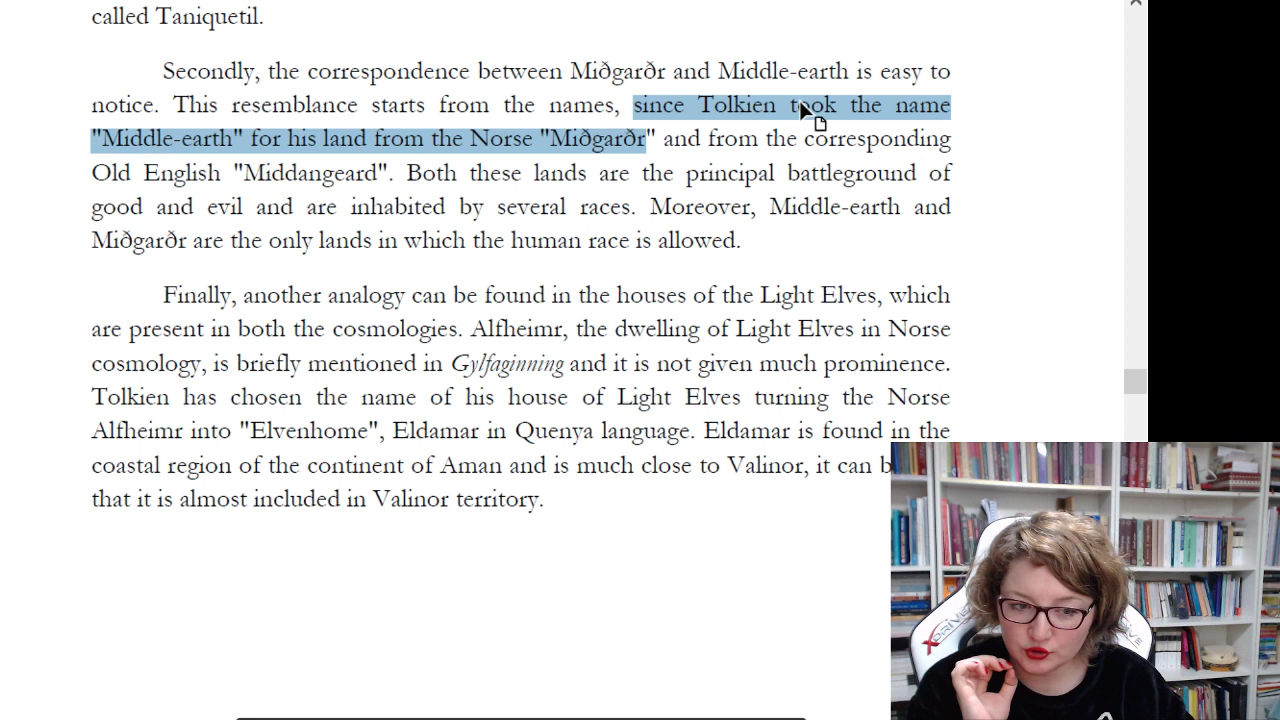 called Taniquetil.
Secondly, the correspondence between Miðgarðr and Middle-earth is easy to
notice. This resemblance starts from the names, since Tolkien took the name
"Middle-earth" for his land from the Norse "Miðgarðr" and from the corresponding
Old English "Middangeard". Both these lands are the principal battleground of
good and evil and are inhabited by several races. Moreover, Middle-earth and
Miðgarðr are the only lands in which the human race is allowed.
Finally, another analogy can be found in the houses of the Light Elves, which
are present in both the cosmologies. Alfheimr, the dwelling of Light Elves in Norse
cosmology, is briefly mentioned in Gylfaginning and it is not given much prominence.
Tolkien has chosen the name of his house of Light Elves turning the Norse
Alfheimr into "Elvenhome", Eldamar in Quenya language. Eldamar is found in the
coastal region of the continent of Aman and is much close to Valinor, it can
that it is almost included in Valinor territory.